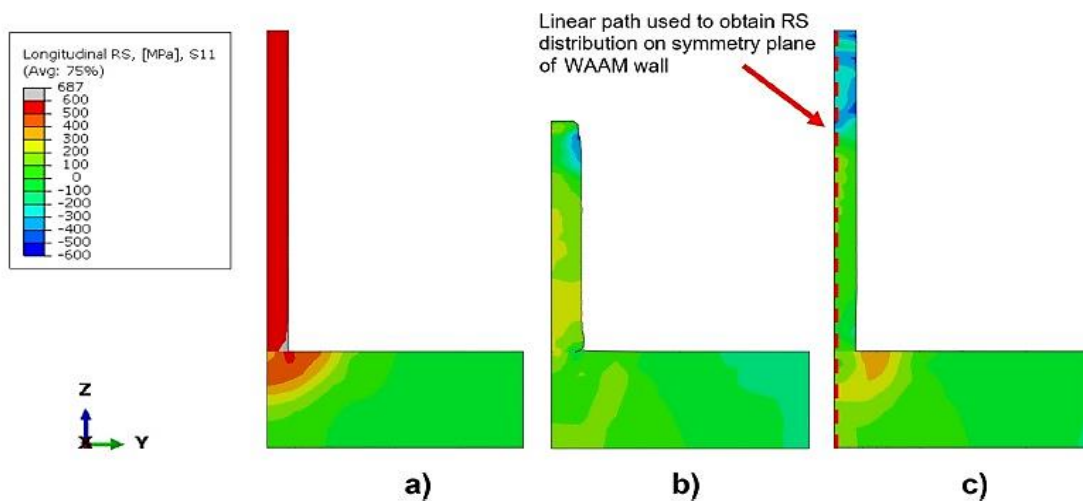 Longitudinal RS, [MPa], S11
(Avg: 75%)
687
600
400
300
200
100
0
-100
-200
-300
-400
-500
-600
Linear path used to obtain RS
distribution on symmetry plane
of WAAM wall
Z
X
Y
a)
b)
c)